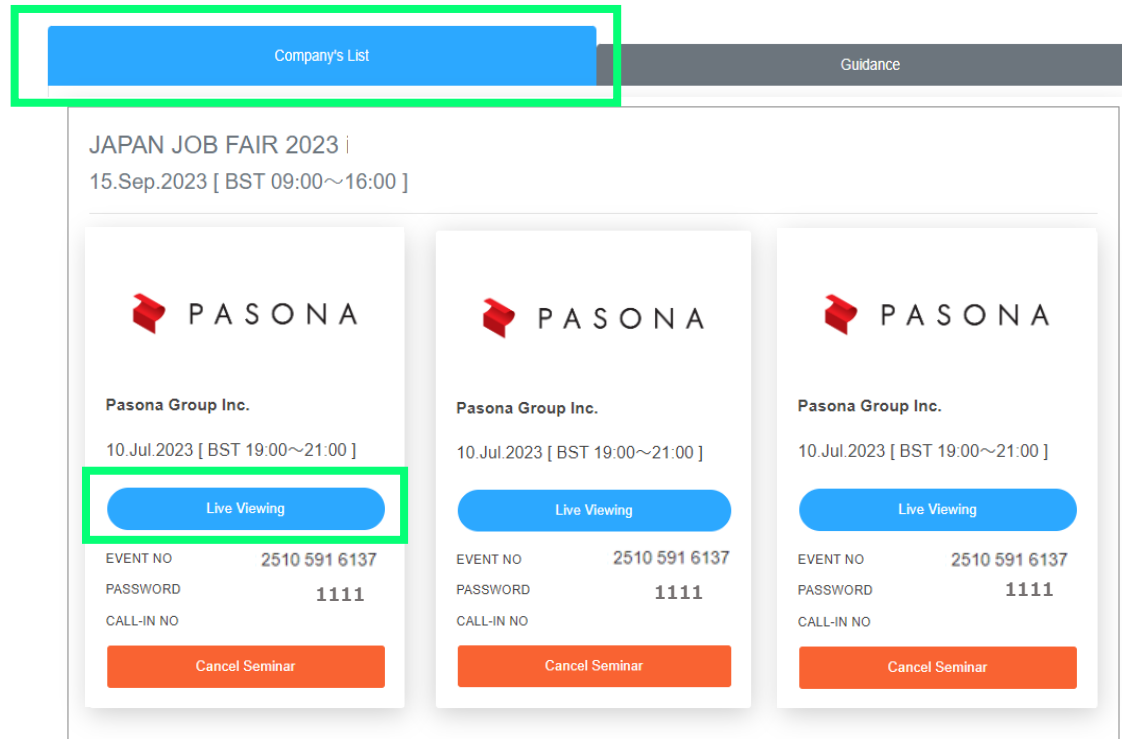 Company's List
Guidance
JAPAN JOB FAIR 2023
15.Sep.2023 [ BST 09:00～16:00 ]
PASONA
Pasona Group Inc.
10.Jul.2023 [ BST 19:00～21:00 ]
Live Viewing
EVENT NO 2510 591 6137
PASSWORD 1111
CALL-IN NO
Cancel Seminar
PASONA
Pasona Group Inc.
10.Jul.2023 [ BST 19:00～21:00 ]
Live Viewing
EVENT NO 2510 591 6137
PASSWORD 1111
CALL-IN NO
Cancel Seminar
PASONA
Pasona Group Inc.
10.Jul.2023 [ BST 19:00～21:00 ]
Live Viewing
EVENT NO 2510 591 6137
PASSWORD 1111
CALL-IN NO
Cancel Seminar